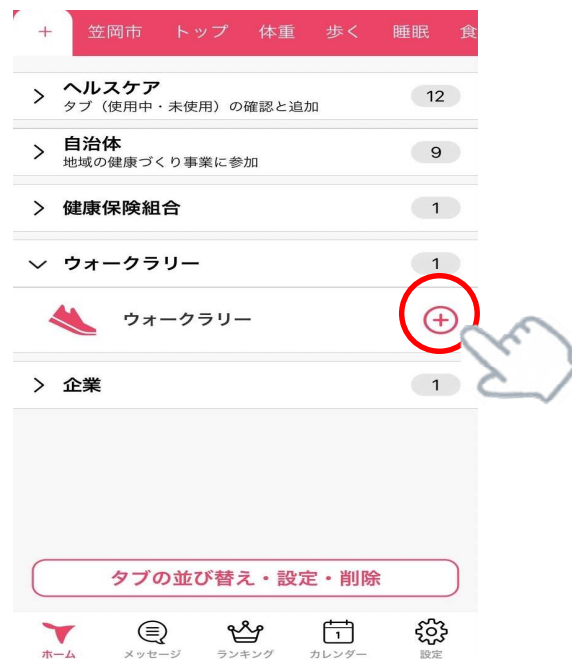 + 笠岡市 トップ 体重 歩く 睡眠 食
ヘルスケア
タブ（使用中・未使用）の確認と追加
12
自治体
地域の健康づくり事業に参加
9
健康保険組合 1
ウォークラリー 1
ウォークラリー
企業 1
タブの並び替え・設定・削除
1
ホーム メッセージ ランキング カレンダー 設定